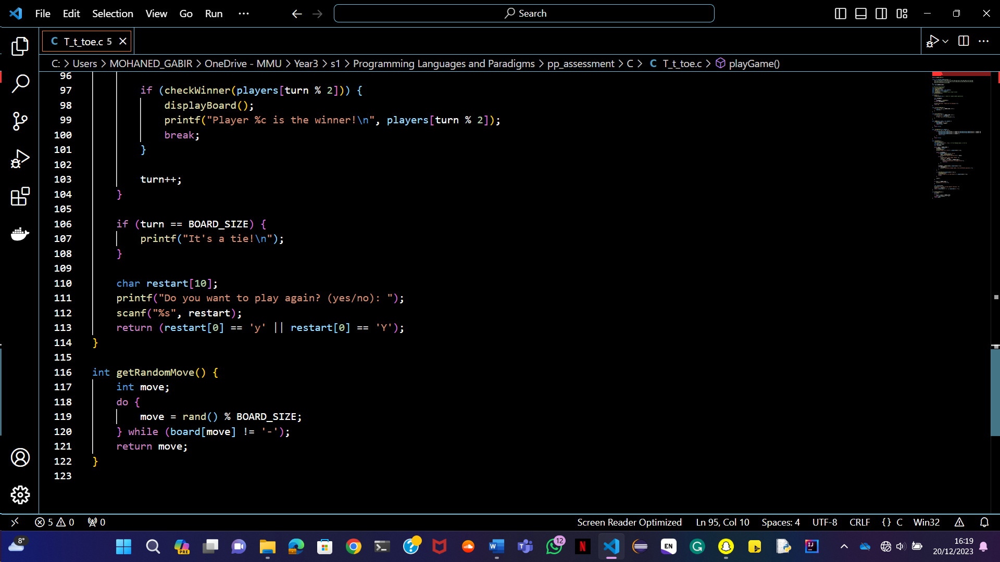 File Edit Selection View Go Run ··· Search
C T_t_toe.c 5
C: > Users > MOHANED_GABIR > OneDrive - MMU > Year3 > s1 > Programming Languages and Paradigms > pp_assessment > C > C T_t_toe.c > playGame()
96
97 if (checkWinner(players[turn % 2])) {
98 displayBoard();
99 printf("Player %c is the winner!\n", players[turn % 2]);
100 break;
101 }
102
103 turn++;
104 }
105
106 if (turn == BOARD_SIZE) {
107 printf("It's a tie!\n");
108 }
109
110 char restart[10];
111 printf("Do you want to play again? (yes/no): ");
112 scanf("%s", restart);
113 return (restart[0] == 'y' || restart[0] == 'Y');
114 }
115
116 int getRandomMove() {
117 int move;
118 do {
119 move = rand() % BOARD_SIZE;
120 } while (board[move] != '-');
121 return move;
122 }
123
5 0 0 Screen Reader Optimized Ln 95, Col 10 Spaces: 4 UTF-8 CRLF {} C Win32
8° PRE 12 N EN IJ 16:19
20/12/2023